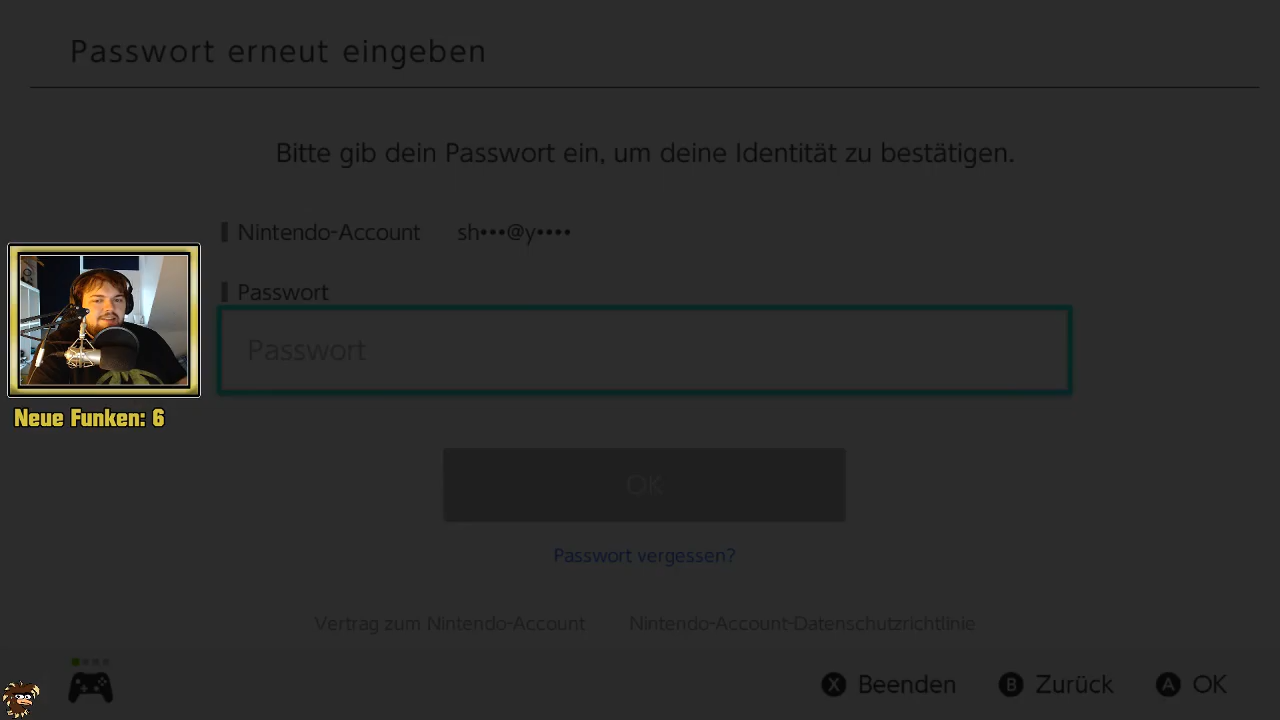 Passwort erneut eingeben
Bitte gib dein Passwort ein, um deine Identität zu bestätigen.
Nintendo-Account sh•••@y••••
Passwort
Passwort
Neue Funken: 6
OK
Passwort vergessen?
Vertrag zum Nintendo-Account Nintendo-Account-Datenschutzrichtlinie
X Beenden B Zurück A OK